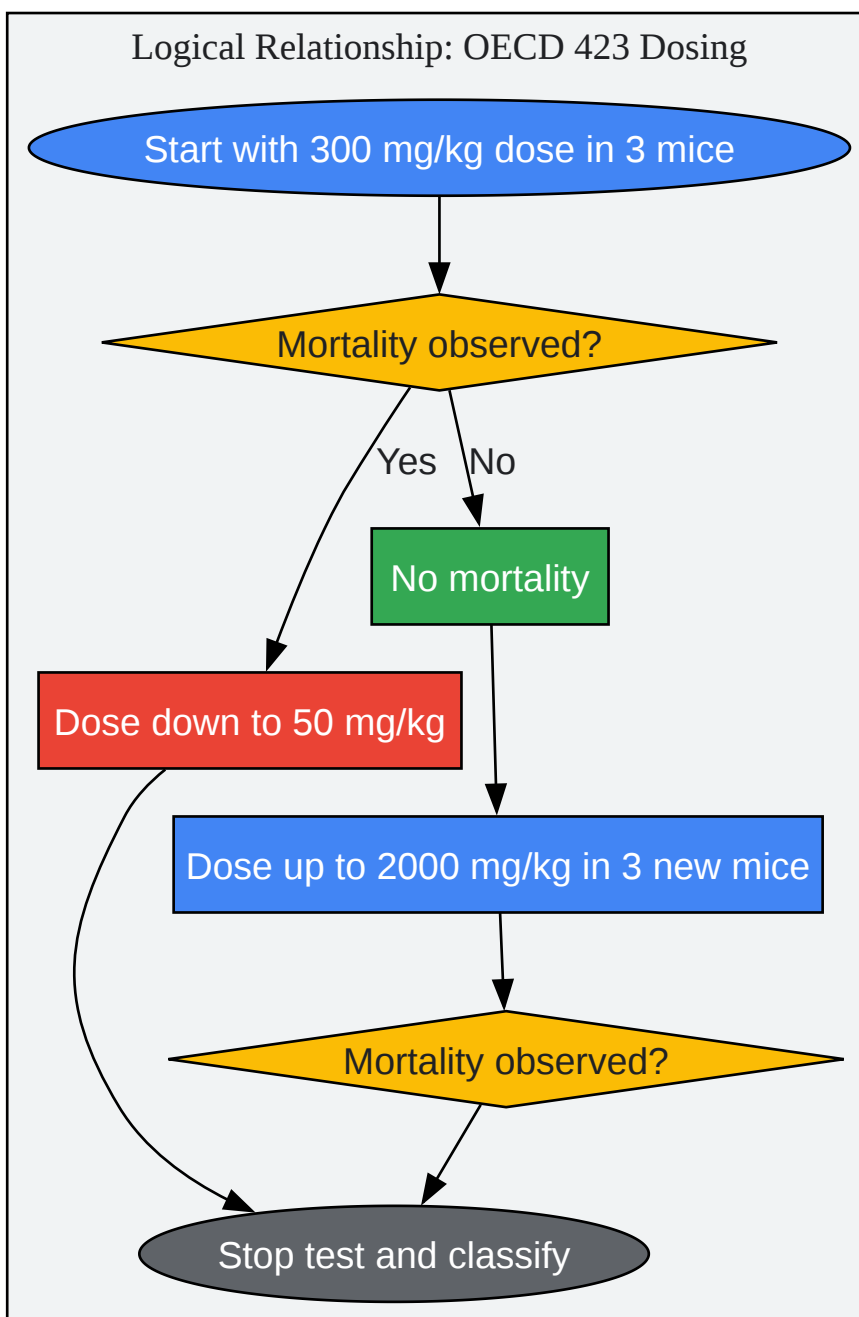 Logical Relationship: OECD 423 Dosing
Start with 300 mg/kg dose in 3 mice
Mortality observed?
Yes
No
No mortality
Dose down to 50 mg/kg
Dose up to 2000 mg/kg in 3 new mice
Mortality observed?
Stop test and classify